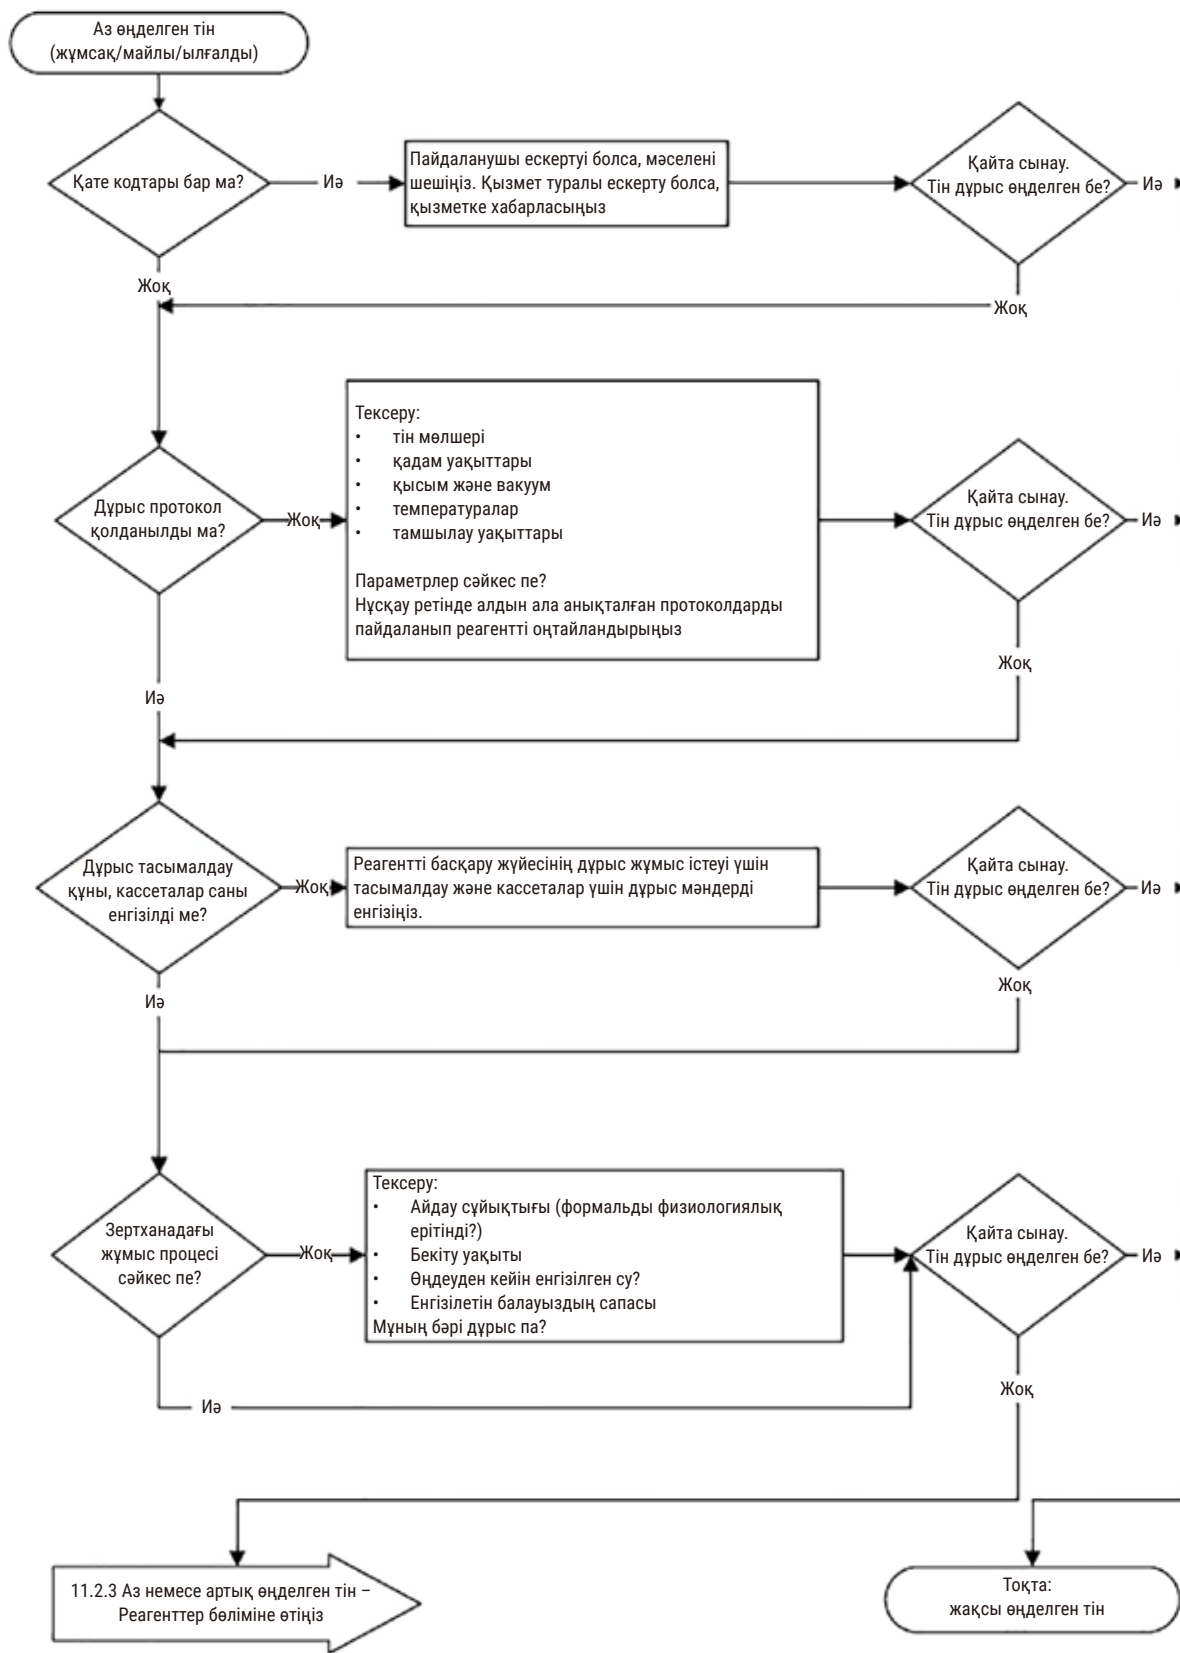 Аз өңделген тін
(жұмсақ/майлы/ылғалды)
Қате кодтары бар ма?
Иә
Пайдаланушы ескертуі болса, мәселені
шешіңіз. Қызмет туралы ескерту болса,
қызметке хабарласыңыз
Қайта сынау.
Тін дұрыс өңделген бе?
Иә
Жоқ
Жоқ
Дұрыс протокол
қолданылды ма?
Жоқ
Тексеру:
• тін мөлшері
• қадам уақыттары
• қысым және вакуум
• температуралар
• тамшылау уақыттары
Параметрлер сәйкес пе?
Нұсқау ретінде алдын ала анықталған протоколдарды
пайдаланып реагентті оңтайландырыңыз
Қайта сынау.
Тін дұрыс өңделген бе?
Иә
Жоқ
Иә
Дұрыс тасымалдау
құны, кассеталар саны
енгізілді ме?
Жоқ
Реагентті басқару жүйесінің дұрыс жұмыс істеуі үшін
тасымалдау және кассеталар үшін дұрыс мәндерді
енгізіңіз.
Қайта сынау.
Тін дұрыс өңделген бе?
Иә
Жоқ
Иә
Зертханадағы
жұмыс процесі
сәйкес пе?
Жоқ
Тексеру:
• Айдау сұйықтығы (формальды физиологиялық
ерітінді?)
• Бекіту уақыты
• Өңдеуден кейін енгізілген су?
• Енгізілетін балауыздың сапасы
Мұның бәрі дұрыс па?
Қайта сынау.
Тін дұрыс өңделген бе?
Иә
Жоқ
Иә
11.2.3 Аз немесе артық өңделген тін –
Реагенттер бөліміне өтіңіз
Тоқта:
жақсы өңделген тін